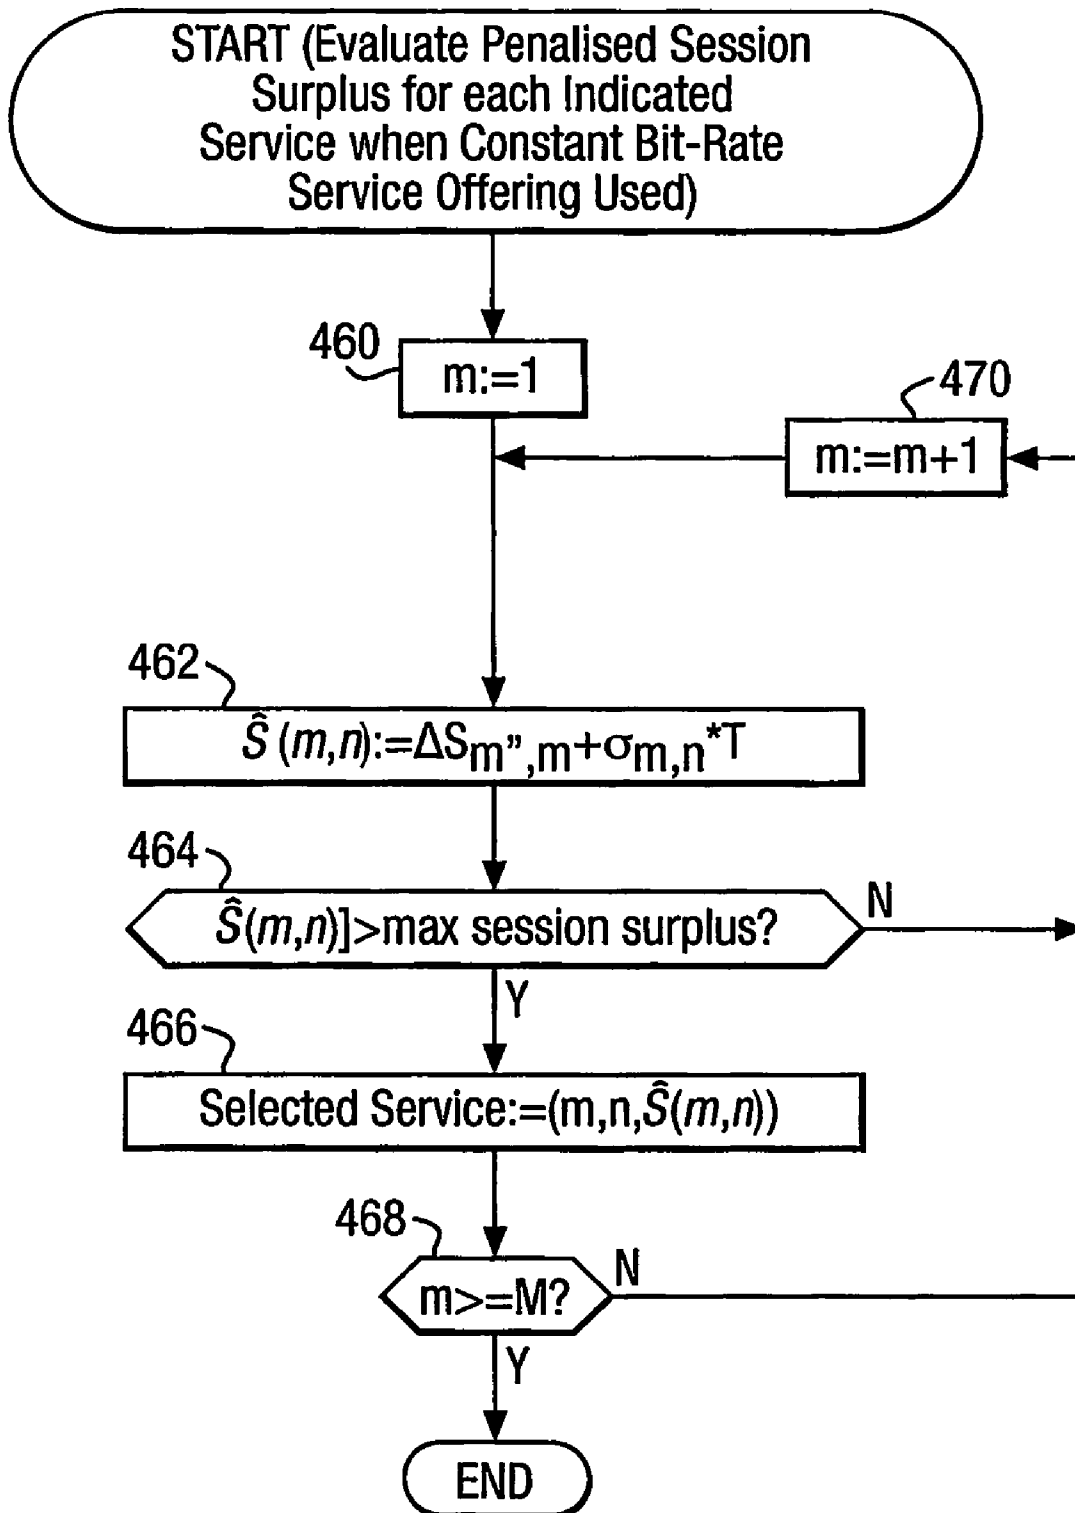 START (Evaluate Penalised Session
Surplus for each Indicated
Service when Constant Bit-Rate
Service Offering Used)
460
m:=1
470
m:=m+1
462
Ŝ (m,n):=ΔSm”,m+σm,n*T
464
Ŝ(m,n)]>max session surplus?
N
Y
466
Selected Service:=(m,n,Ŝ(m,n))
468
m>=M?
N
Y
END